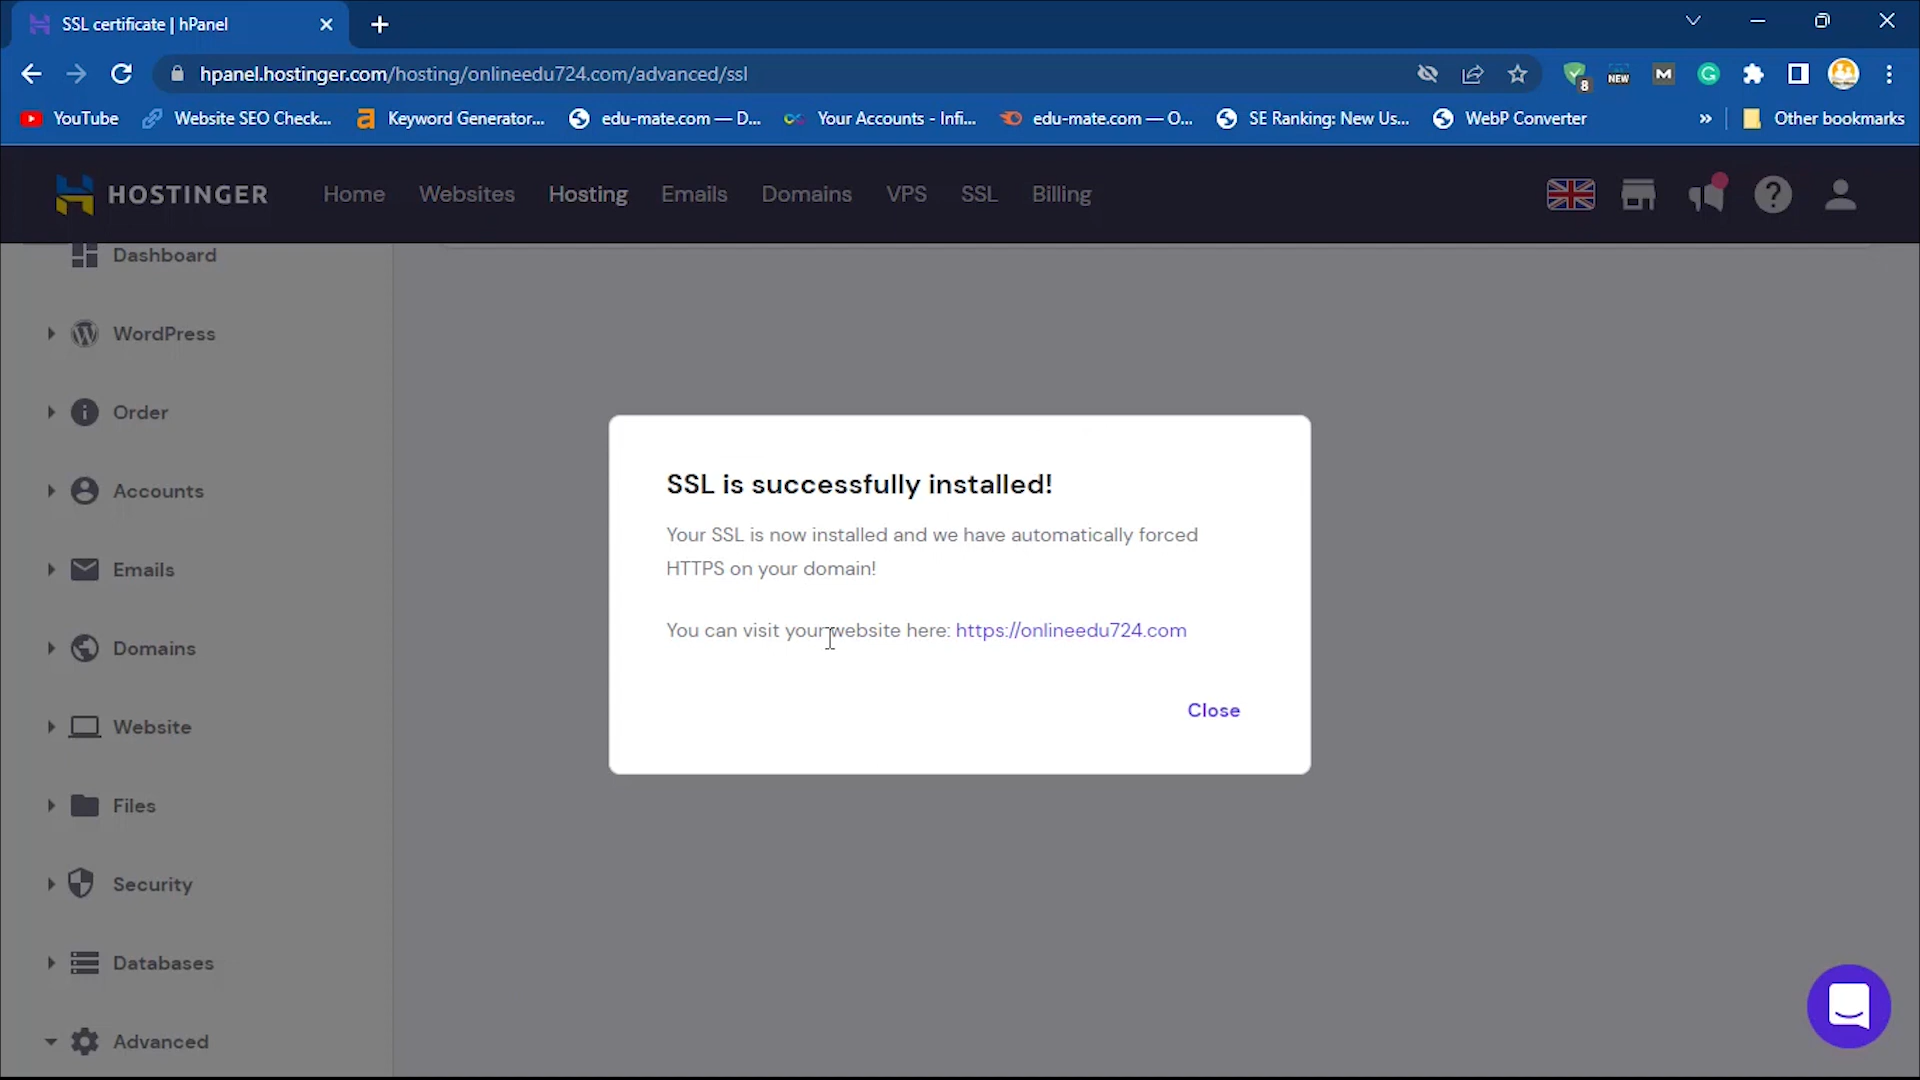 SSL certificate | hPanel
hpanel.hostinger.com/hosting/onlineedu724.com/advanced/ssl
8
NEW
M
G
YouTube
Website SEO Check...
Keyword Generator...
edu-mate.com — D...
Your Accounts - Infi...
edu-mate.com — O...
SE Ranking: New Us...
WebP Converter
»
Other bookmarks
HOSTINGER
Home
Websites
Hosting
Emails
Domains
VPS
SSL
Billing
Dashboard
WordPress
Order
Accounts
Emails
Domains
Website
Files
Security
Databases
Advanced
SSL is successfully installed!
Your SSL is now installed and we have automatically forced
HTTPS on your domain!
You can visit your website here: https://onlineedu724.com
Close